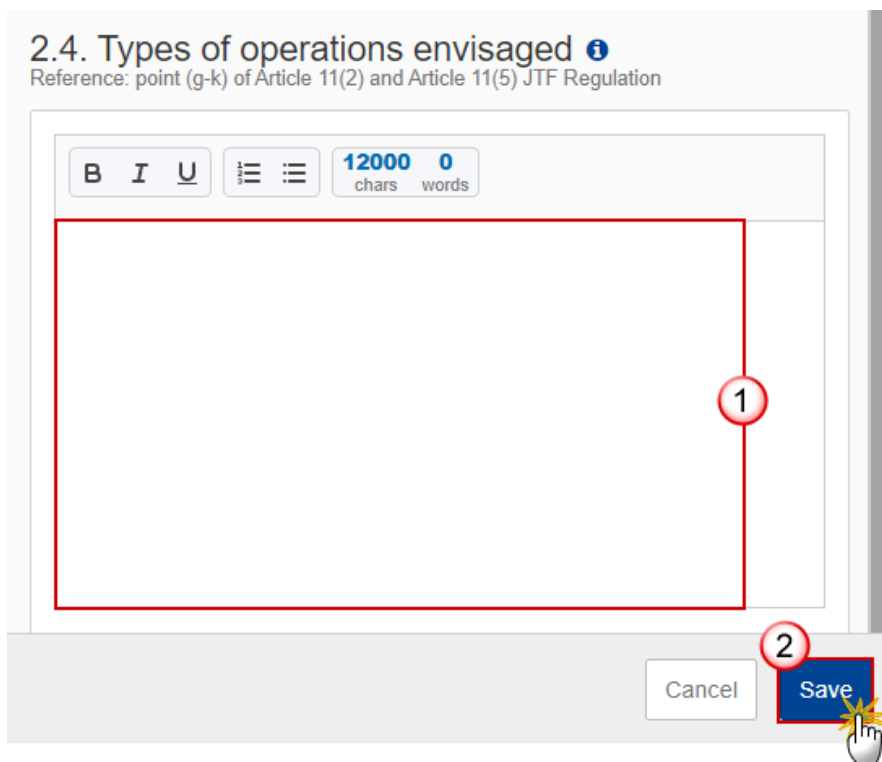 2.4. Types of operations envisaged
Reference: point (g-k) of Article 11(2) and Article 11(5) JTF Regulation
B I U 12000 0
chars words
1
2
Cancel Save